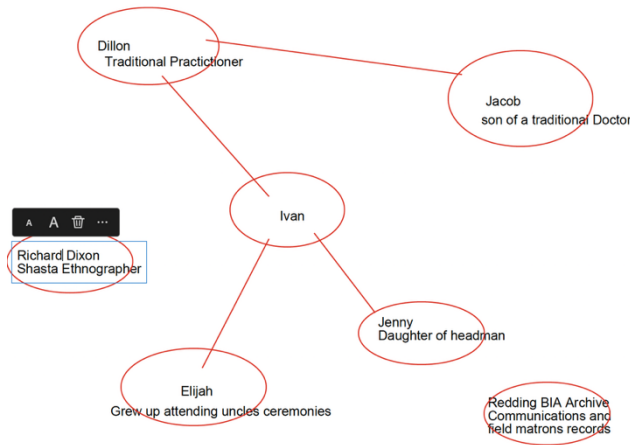 Dillon
Traditional Practictioner
Jacob
son of a traditional Doctor
Ivan
A A ...
Richard Dixon
Shasta Ethnographer
Jenny
Daughter of headman
Elijah
Grew up attending uncles ceremonies
Redding BIA Archive
Communications and
field matrons records